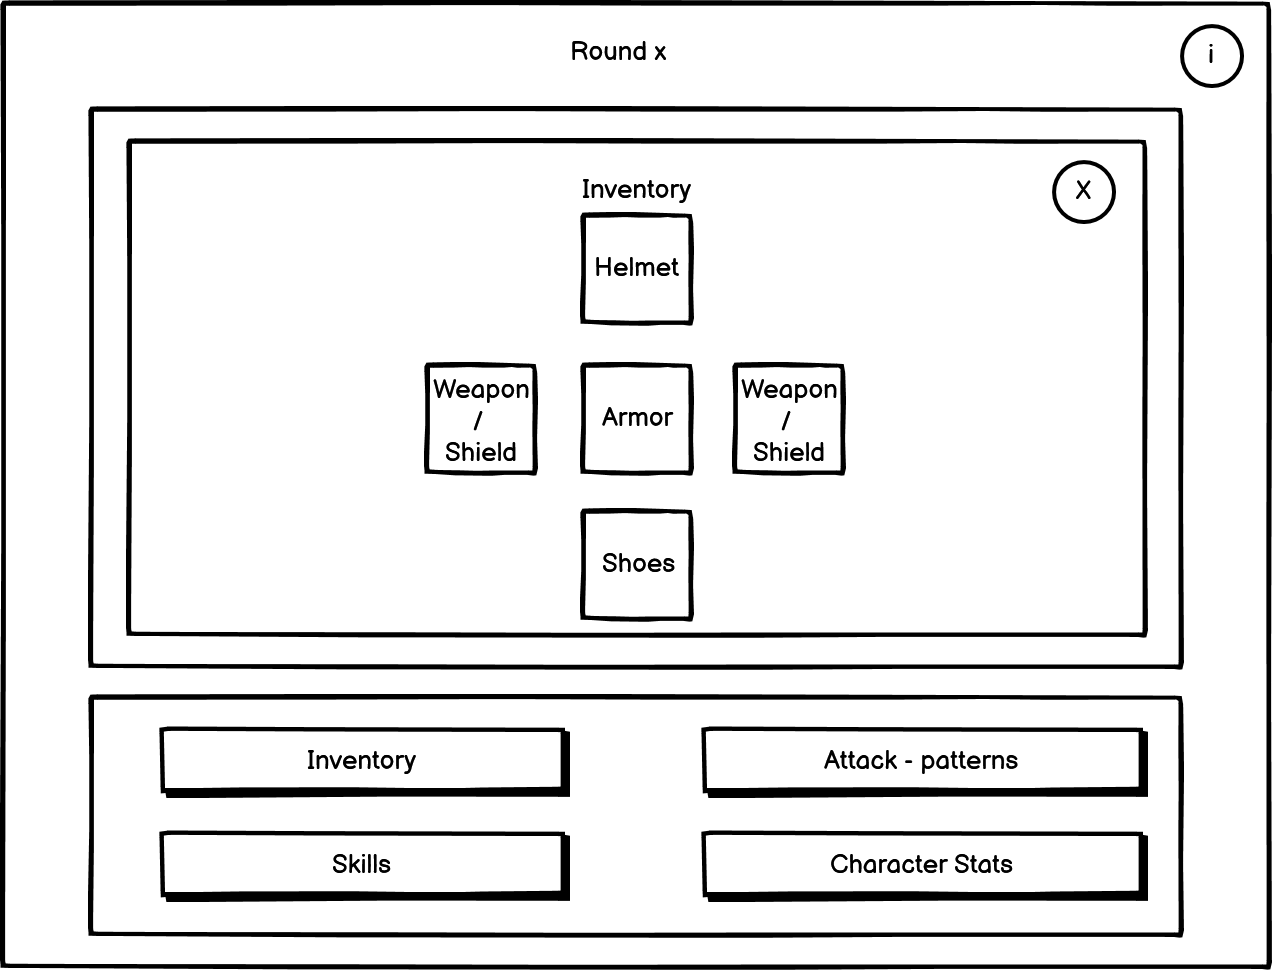 Round x
i
Inventory
X
Helmet
Weapon
/
Shield
Armor
Weapon
/
Shield
Shoes
Inventory
Attack - patterns
Skills
Character Stats